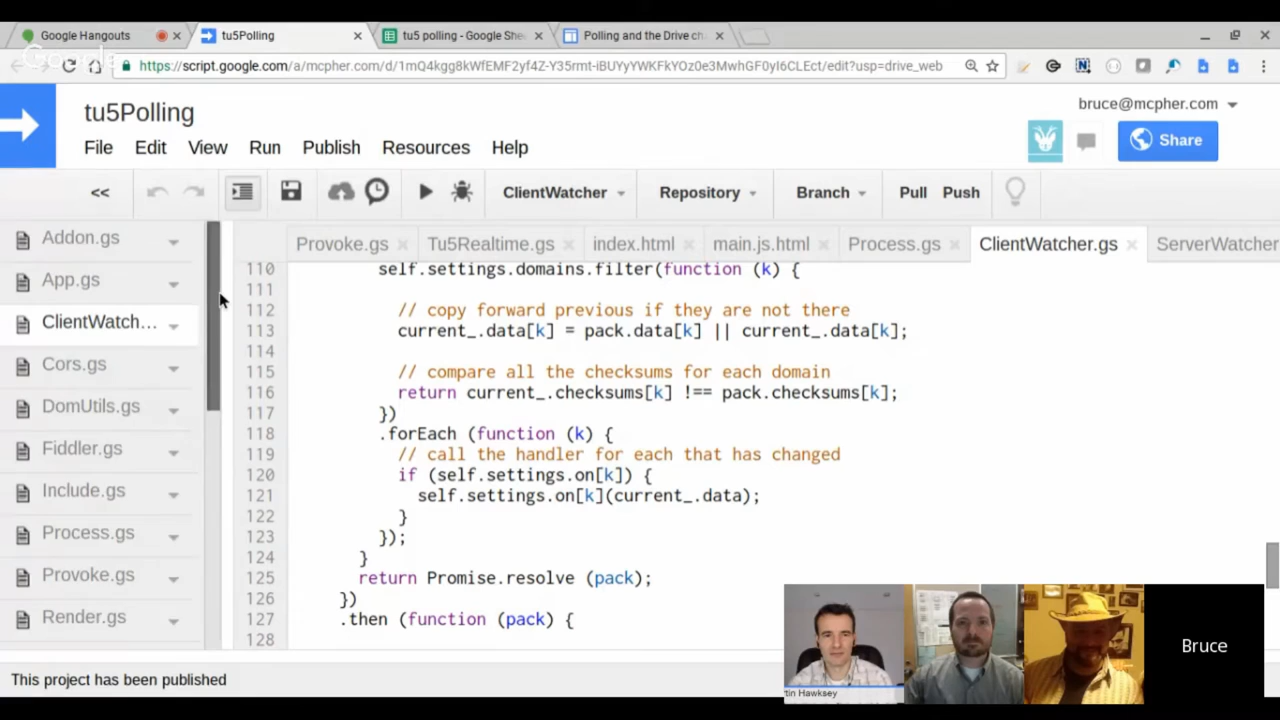 Google Hangouts
tu5Polling
tu5 polling - Google She
Polling and the Drive ch
Google
https://script.google.com/a/mcpher.com/d/1mQ4kgg8kWfEMF2yf4Z-Y35rmt-iBUYyYWKFkYOz0e3MwhGF0yI6CLEct/edit?usp=drive_web
tu5Polling
bruce@mcpher.com
File Edit View Run Publish Resources Help
Share
<<
ClientWatcher
Repository
Branch
Pull
Push
Provoke.gs
Tu5Realtime.gs
index.html
main.js.html
Process.gs
ClientWatcher.gs
ServerWatcher
Addon.gs
App.gs
ClientWatch...
Cors.gs
DomUtils.gs
Fiddler.gs
Include.gs
Process.gs
Provoke.gs
Render.gs
110 self.settings.domains.filter(function (k) {
111
112 // copy forward previous if they are not there
113 current_.data[k] = pack.data[k] || current_.data[k];
114
115 // compare all the checksums for each domain
116 return current_.checksums[k] !== pack.checksums[k];
117 })
118 .forEach (function (k) {
119 // call the handler for each that has changed
120 if (self.settings.on[k]) {
121 self.settings.on[k](current_.data);
122 }
123 });
124 }
125 return Promise.resolve (pack);
126 })
127 .then (function (pack) {
128
This project has been published
tin Hawksey
Bruce